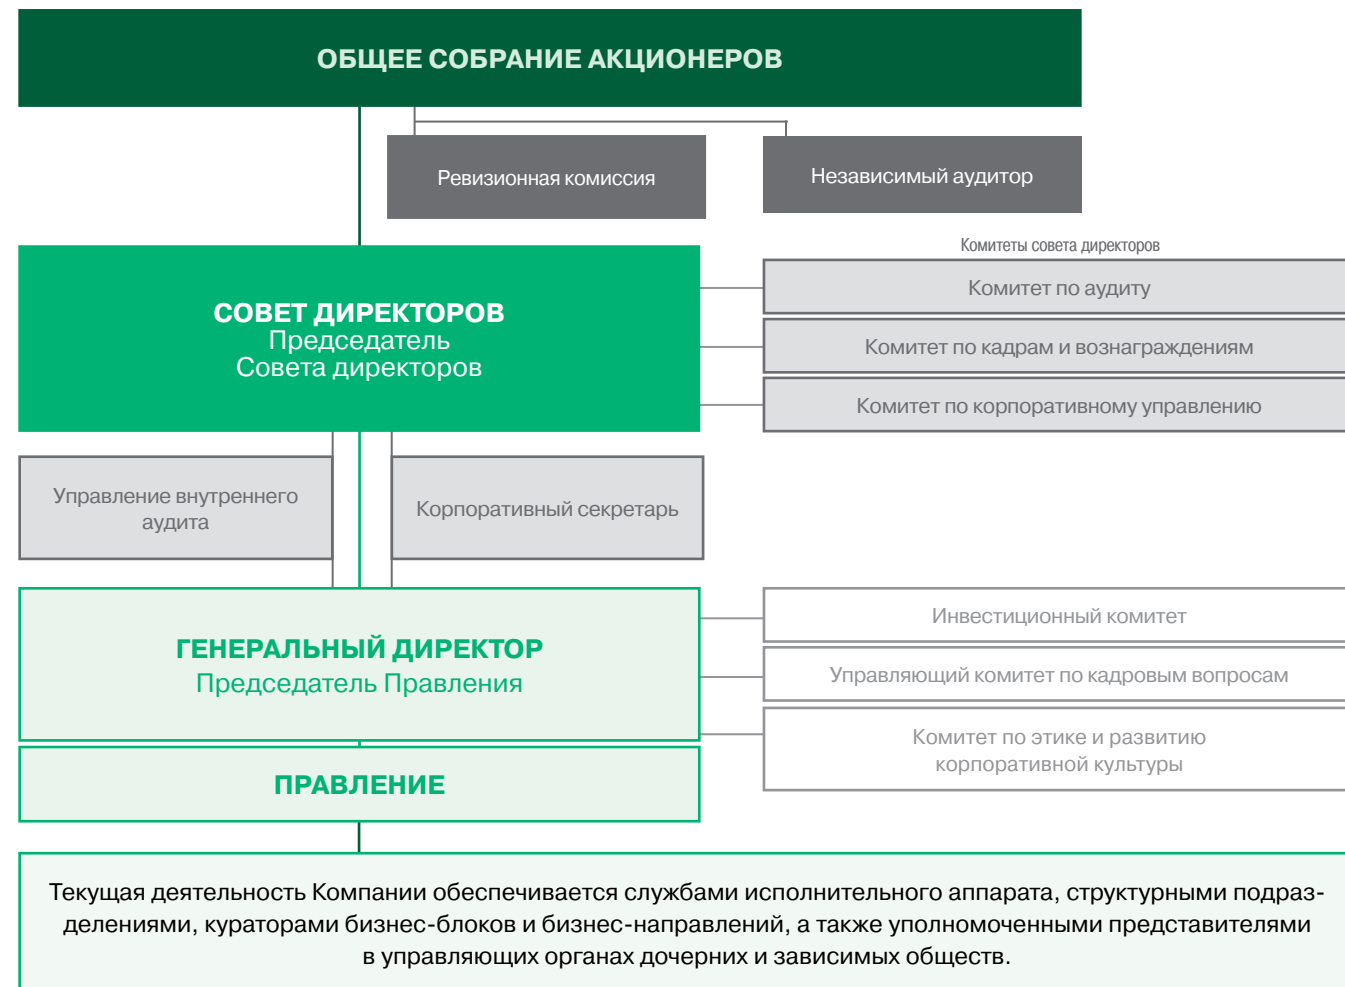 ОБЩЕЕ СОБРАНИЕ АКЦИОНЕРОВ
Ревизионная комиссия
Независимый аудитор
Комитеты совета директоров
СОВЕТ ДИРЕКТОРОВ
Председатель
Совета директоров
Комитет по аудиту
Комитет по кадрам и вознаграждениям
Комитет по корпоративному управлению
Управление внутреннего
аудита
Корпоративный секретарь
ГЕНЕРАЛЬНЫЙ ДИРЕКТОР
Председатель Правления
Инвестиционный комитет
Управляющий комитет по кадровым вопросам
Комитет по этике и развитию
корпоративной культуры
ПРАВЛЕНИЕ
Текущая деятельность Компании обеспечивается службами исполнительного аппарата, структурными подраз-
делениями, кураторами бизнес-блоков и бизнес-направлений, а также уполномоченными представителями
в управляющих органах дочерних и зависимых обществ.